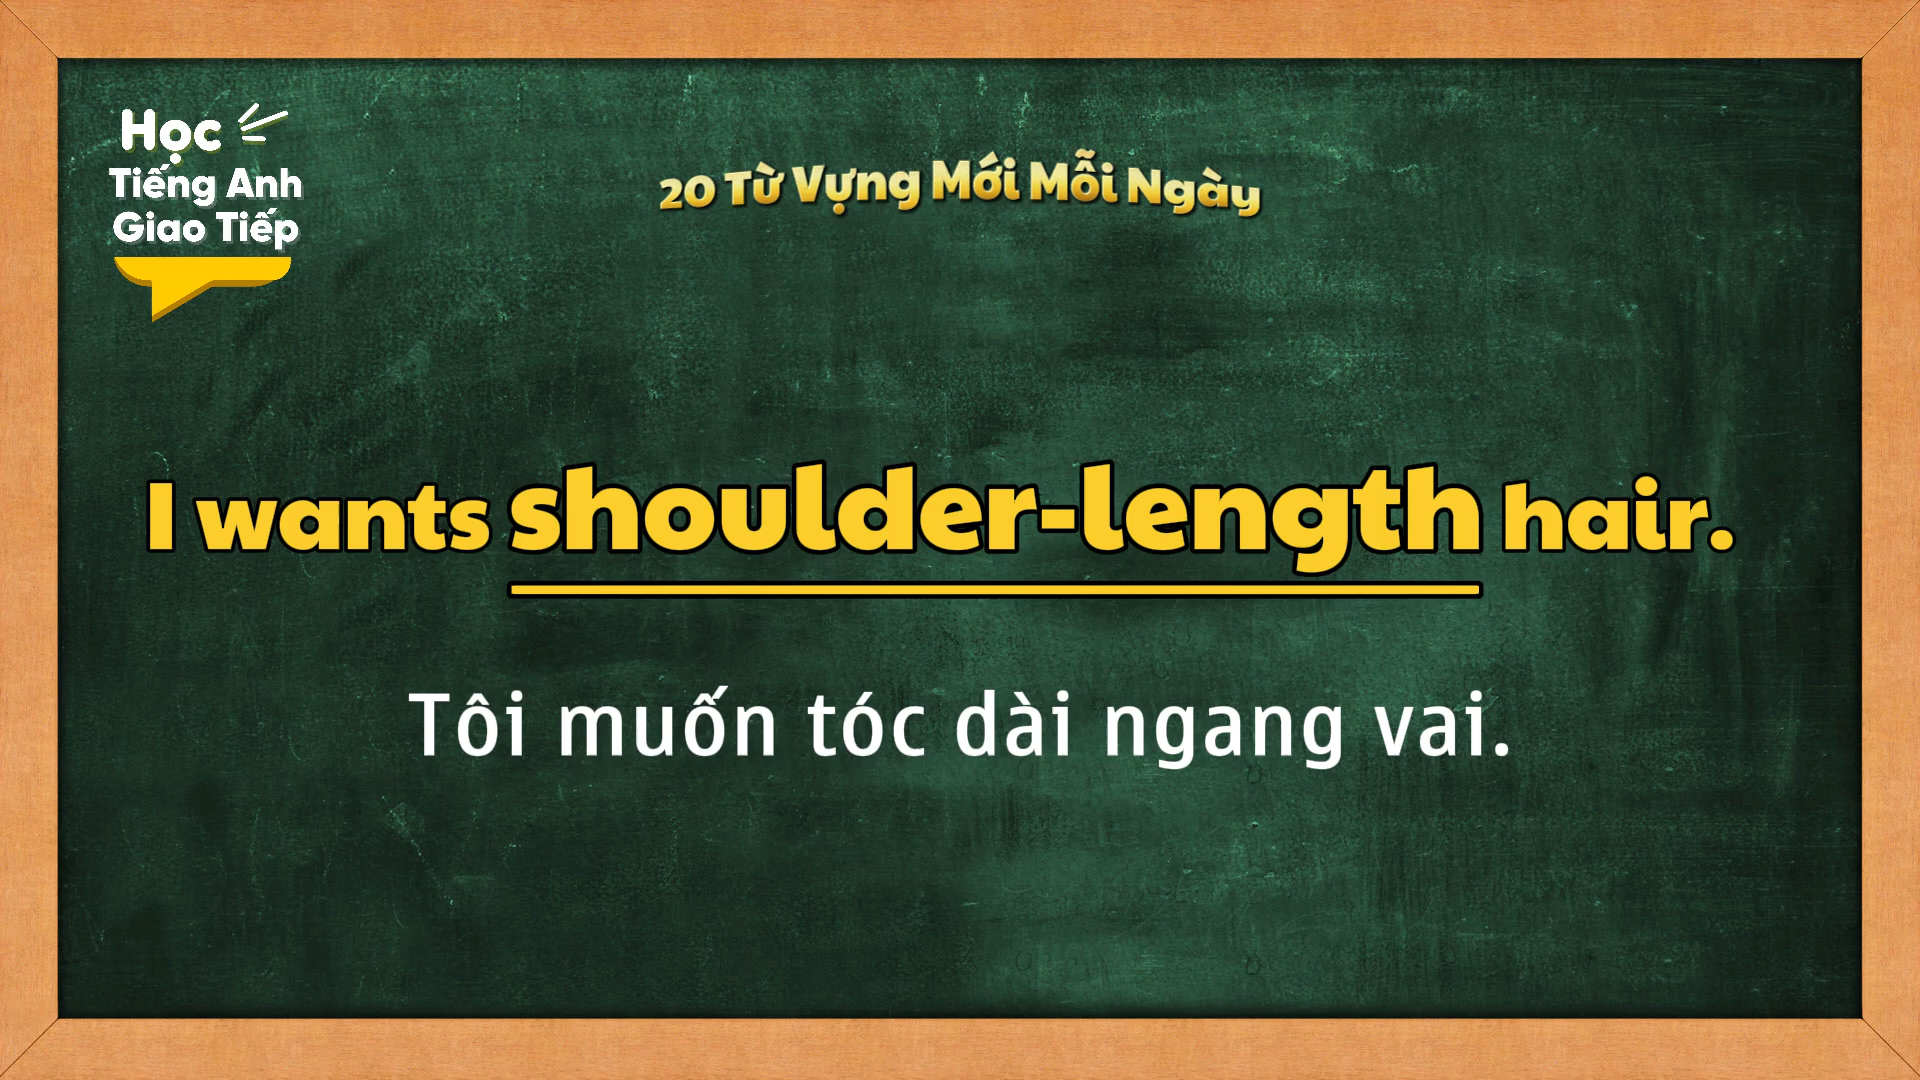 Học
Tiếng Anh
Giao Tiếp
20 Từ Vựng Mới Mỗi Ngày
I wants shoulder-length hair.
Tôi muốn tóc dài ngang vai.